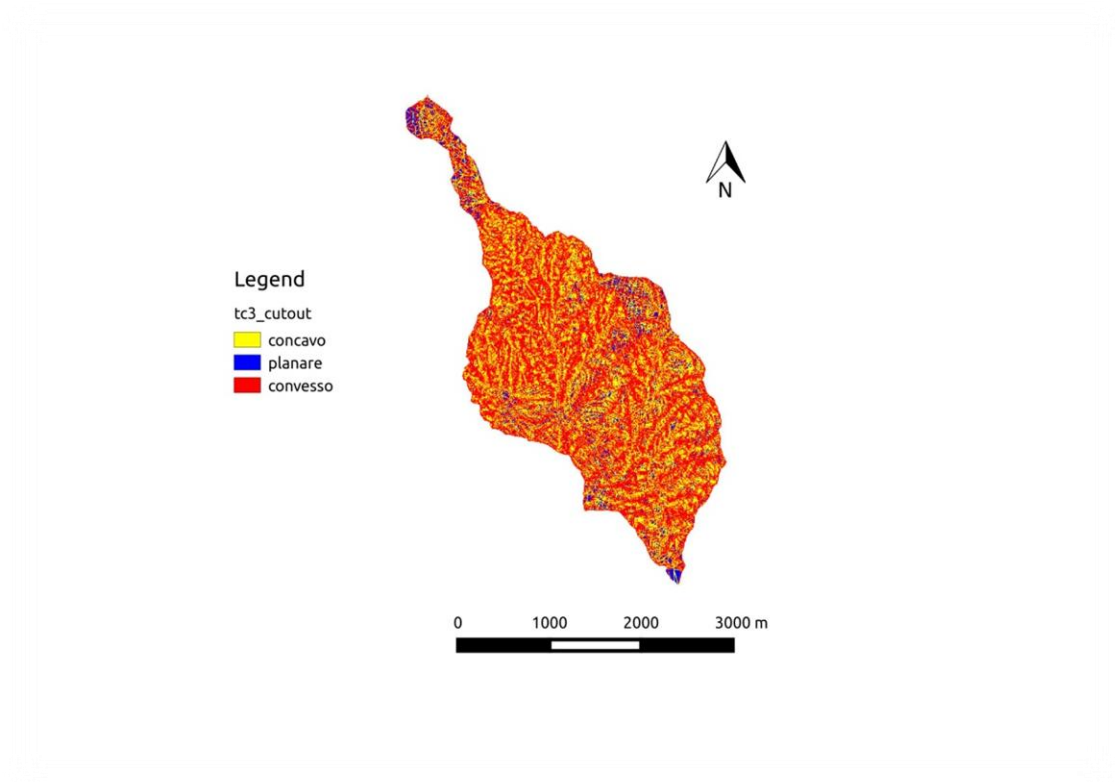 N
Legend
tc3_cutout
concavo
planare
convesso
0 1000 2000 3000 m